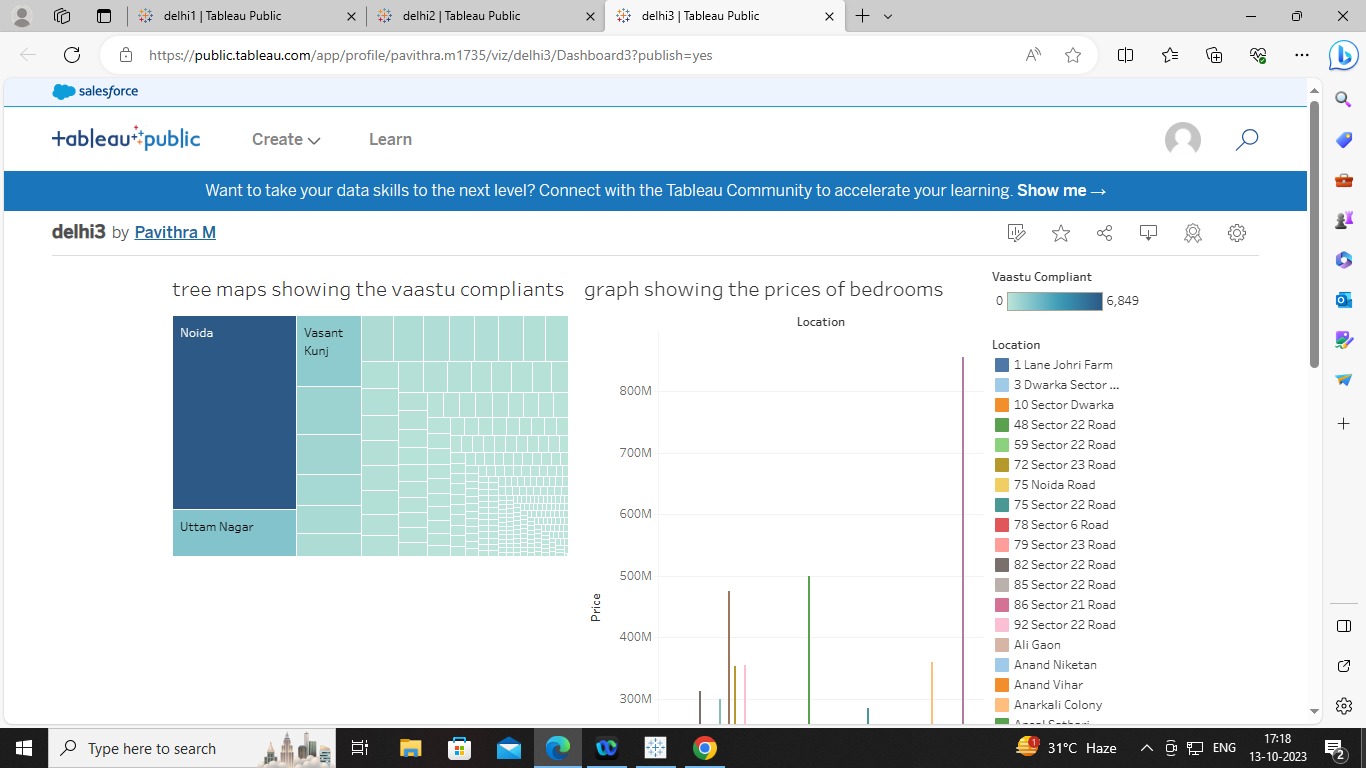 delhi1 | Tableau Public
delhi2 | Tableau Public
delhi3 | Tableau Public
https://public.tableau.com/app/profile/pavithra.m1735/viz/delhi3/Dashboard3?publish=yes
salesforce
+ableau public
Create
Learn
Want to take your data skills to the next level? Connect with the Tableau Community to accelerate your learning. Show me →
delhi3 by Pavithra M
tree maps showing the vaastu compliants
Noida
Vasant
Kunj
Uttam Nagar
graph showing the prices of bedrooms
Location
Price
800M
700M
600M
500M
400M
300M
Vaastu Compliant
0 6,849
Location
1 Lane Johri Farm
3 Dwarka Sector ...
10 Sector Dwarka
48 Sector 22 Road
59 Sector 22 Road
72 Sector 23 Road
75 Noida Road
75 Sector 22 Road
78 Sector 6 Road
79 Sector 23 Road
82 Sector 22 Road
85 Sector 22 Road
86 Sector 21 Road
92 Sector 22 Road
Ali Gaon
Anand Niketan
Anand Vihar
Anarkali Colony
Type here to search
31°C Haze
ENG
17:18
13-10-2023